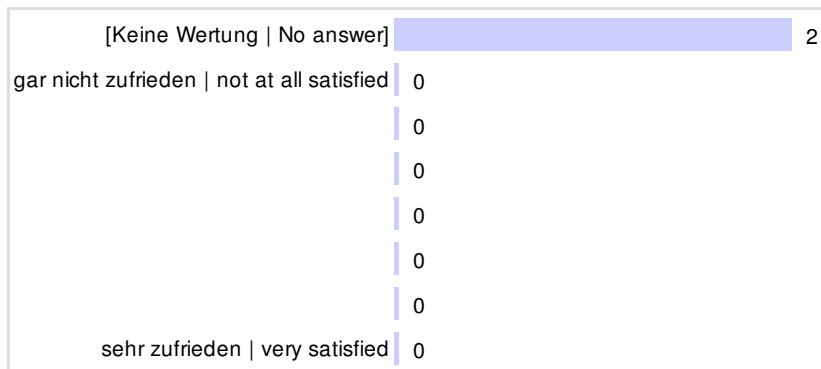 [Keine Wertung | No answer] 2
gar nicht zufrieden | not at all satisfied 0
0
0
0
0
0
sehr zufrieden | very satisfied 0